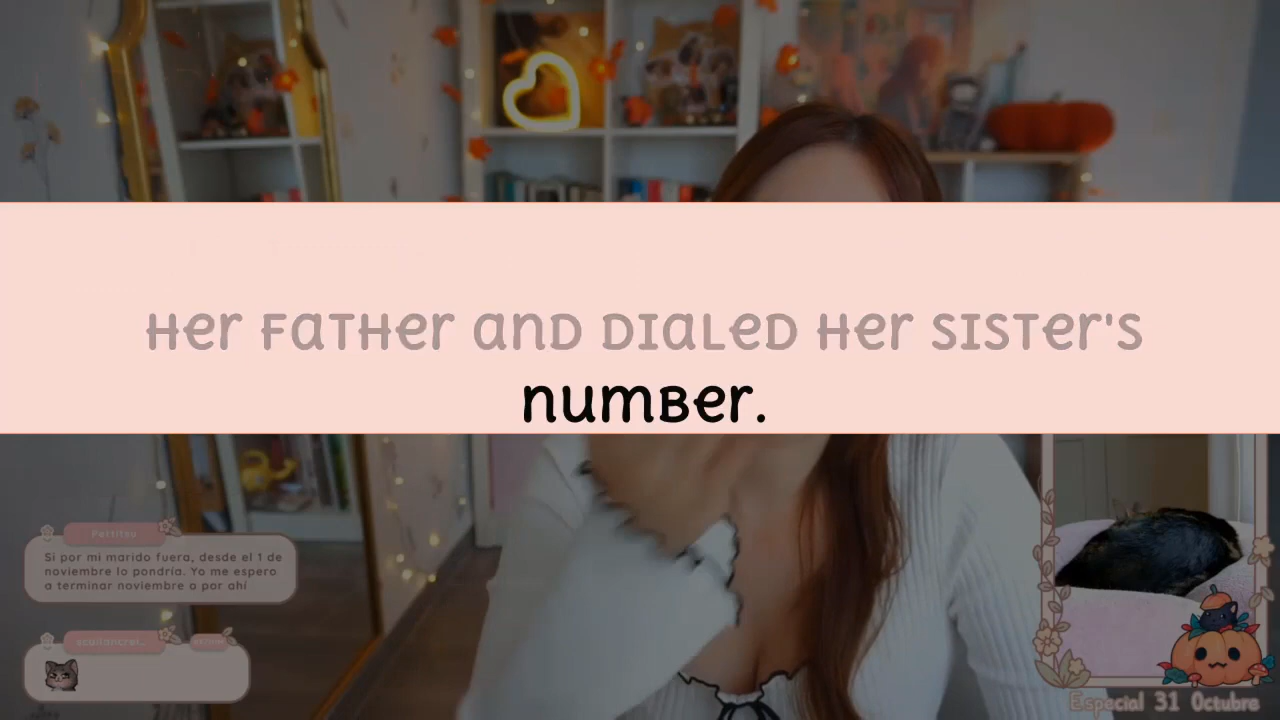 Her Father and dialed Her sister's
number.
Pettitsu
Si por mi marido fuera, desde el 1 de
noviembre lo pondría. Yo me espero
a terminar noviembre a por ahí
Especial 31 Octubre